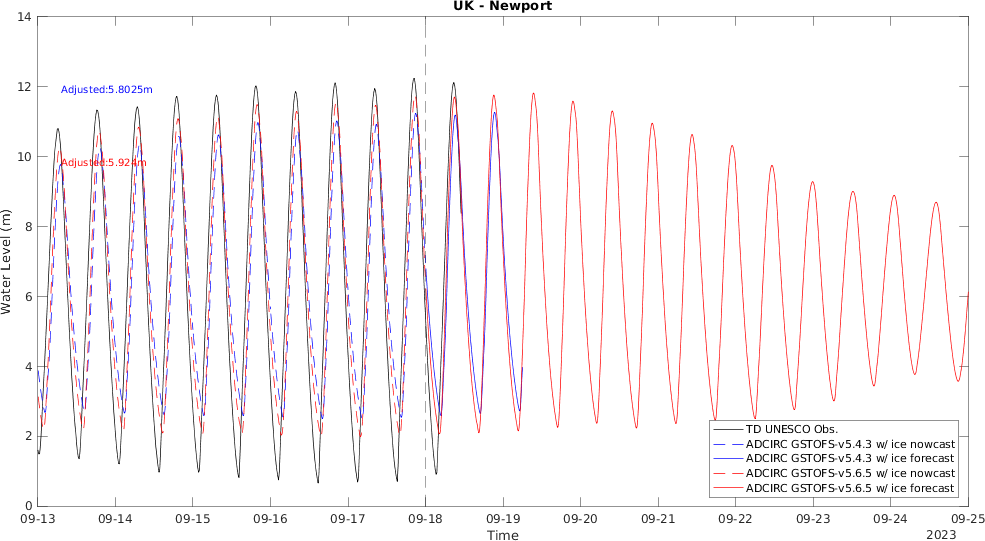 UK - Newport
14
12
10
8
6
4
2
0
Water Level (m)
Adjusted:5.8025m
Adjusted:5.924m
TD UNESCO Obs.
ADCIRC GSTOFS-v5.4.3 w/ ice nowcast
ADCIRC GSTOFS-v5.4.3 w/ ice forecast
ADCIRC GSTOFS-v5.6.5 w/ ice nowcast
ADCIRC GSTOFS-v5.6.5 w/ ice forecast
09-13 09-14 09-15 09-16 09-17 09-18 09-19 09-20 09-21 09-22 09-23 09-24 09-25
Time
2023